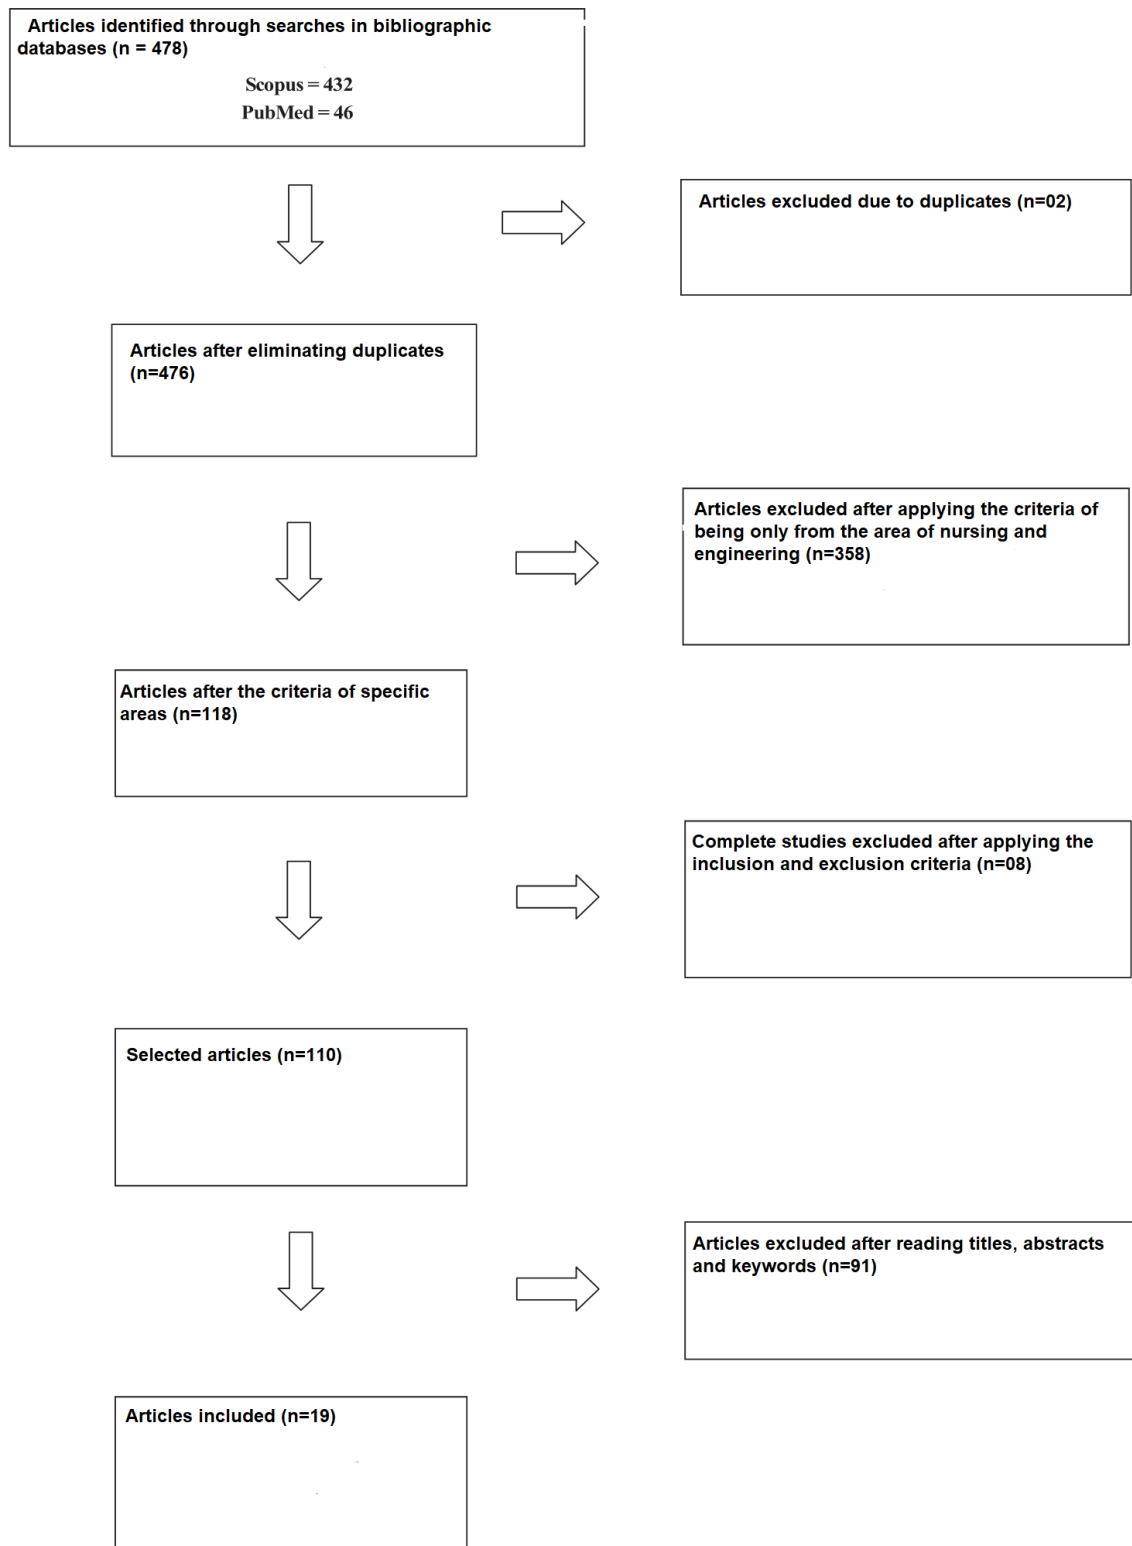 Articles identified through searches in bibliographic
databases (n = 478)
Scopus = 432
PubMed = 46
Articles excluded due to duplicates (n=02)
Articles after eliminating duplicates
(n=476)
Articles excluded after applying the criteria of
being only from the area of nursing and
engineering (n=358)
Articles after the criteria of specific
areas (n=118)
Complete studies excluded after applying the
inclusion and exclusion criteria (n=08)
Selected articles (n=110)
Articles excluded after reading titles, abstracts
and keywords (n=91)
Articles included (n=19)